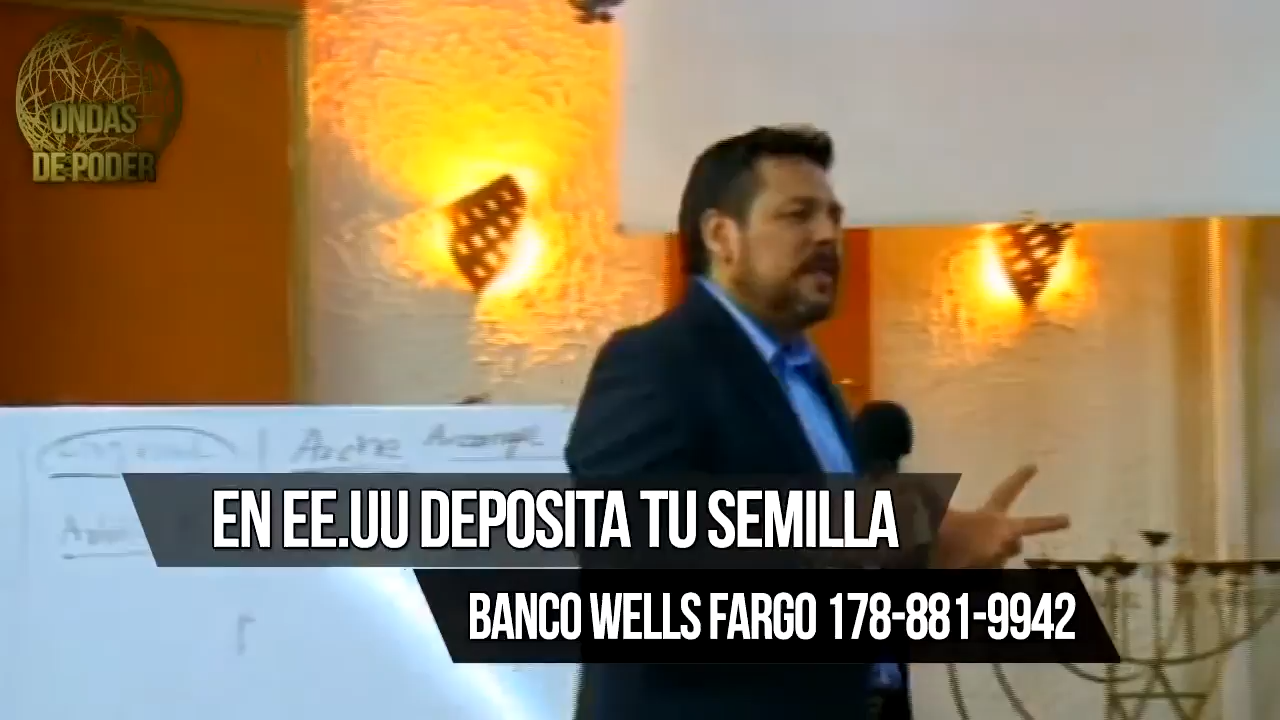 ONDAS
DE PODER
EN EE.UU DEPOSITA TU SEMILLA
BANCO WELLS FARGO 178-881-9942